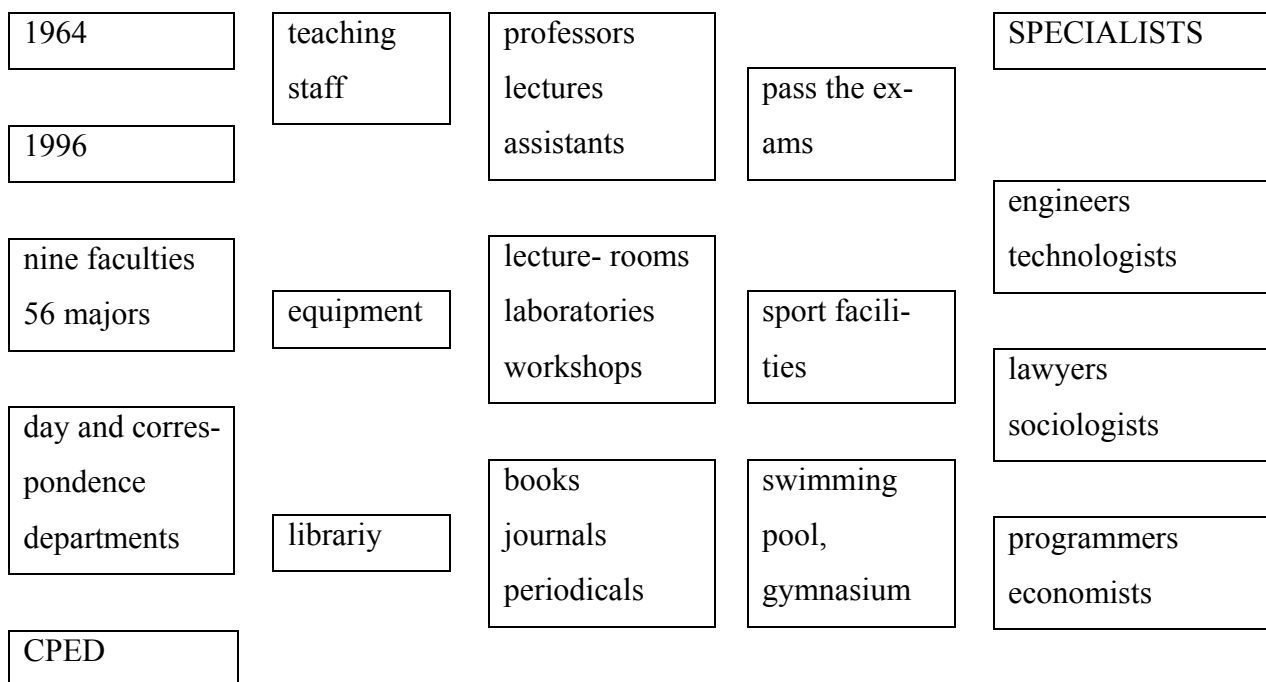 1964
1996
nine faculties
56 majors
day and corres-
pondence
departments
CPED
teaching
staff
equipment
librariy
professors
lectures
assistants
lecture- rooms
laboratories
workshops
books
journals
periodicals
pass the ex-
ams
sport facili-
ties
swimming
pool,
gymnasium
SPECIALISTS
engineers
technologists
lawyers
sociologists
programmers
economists